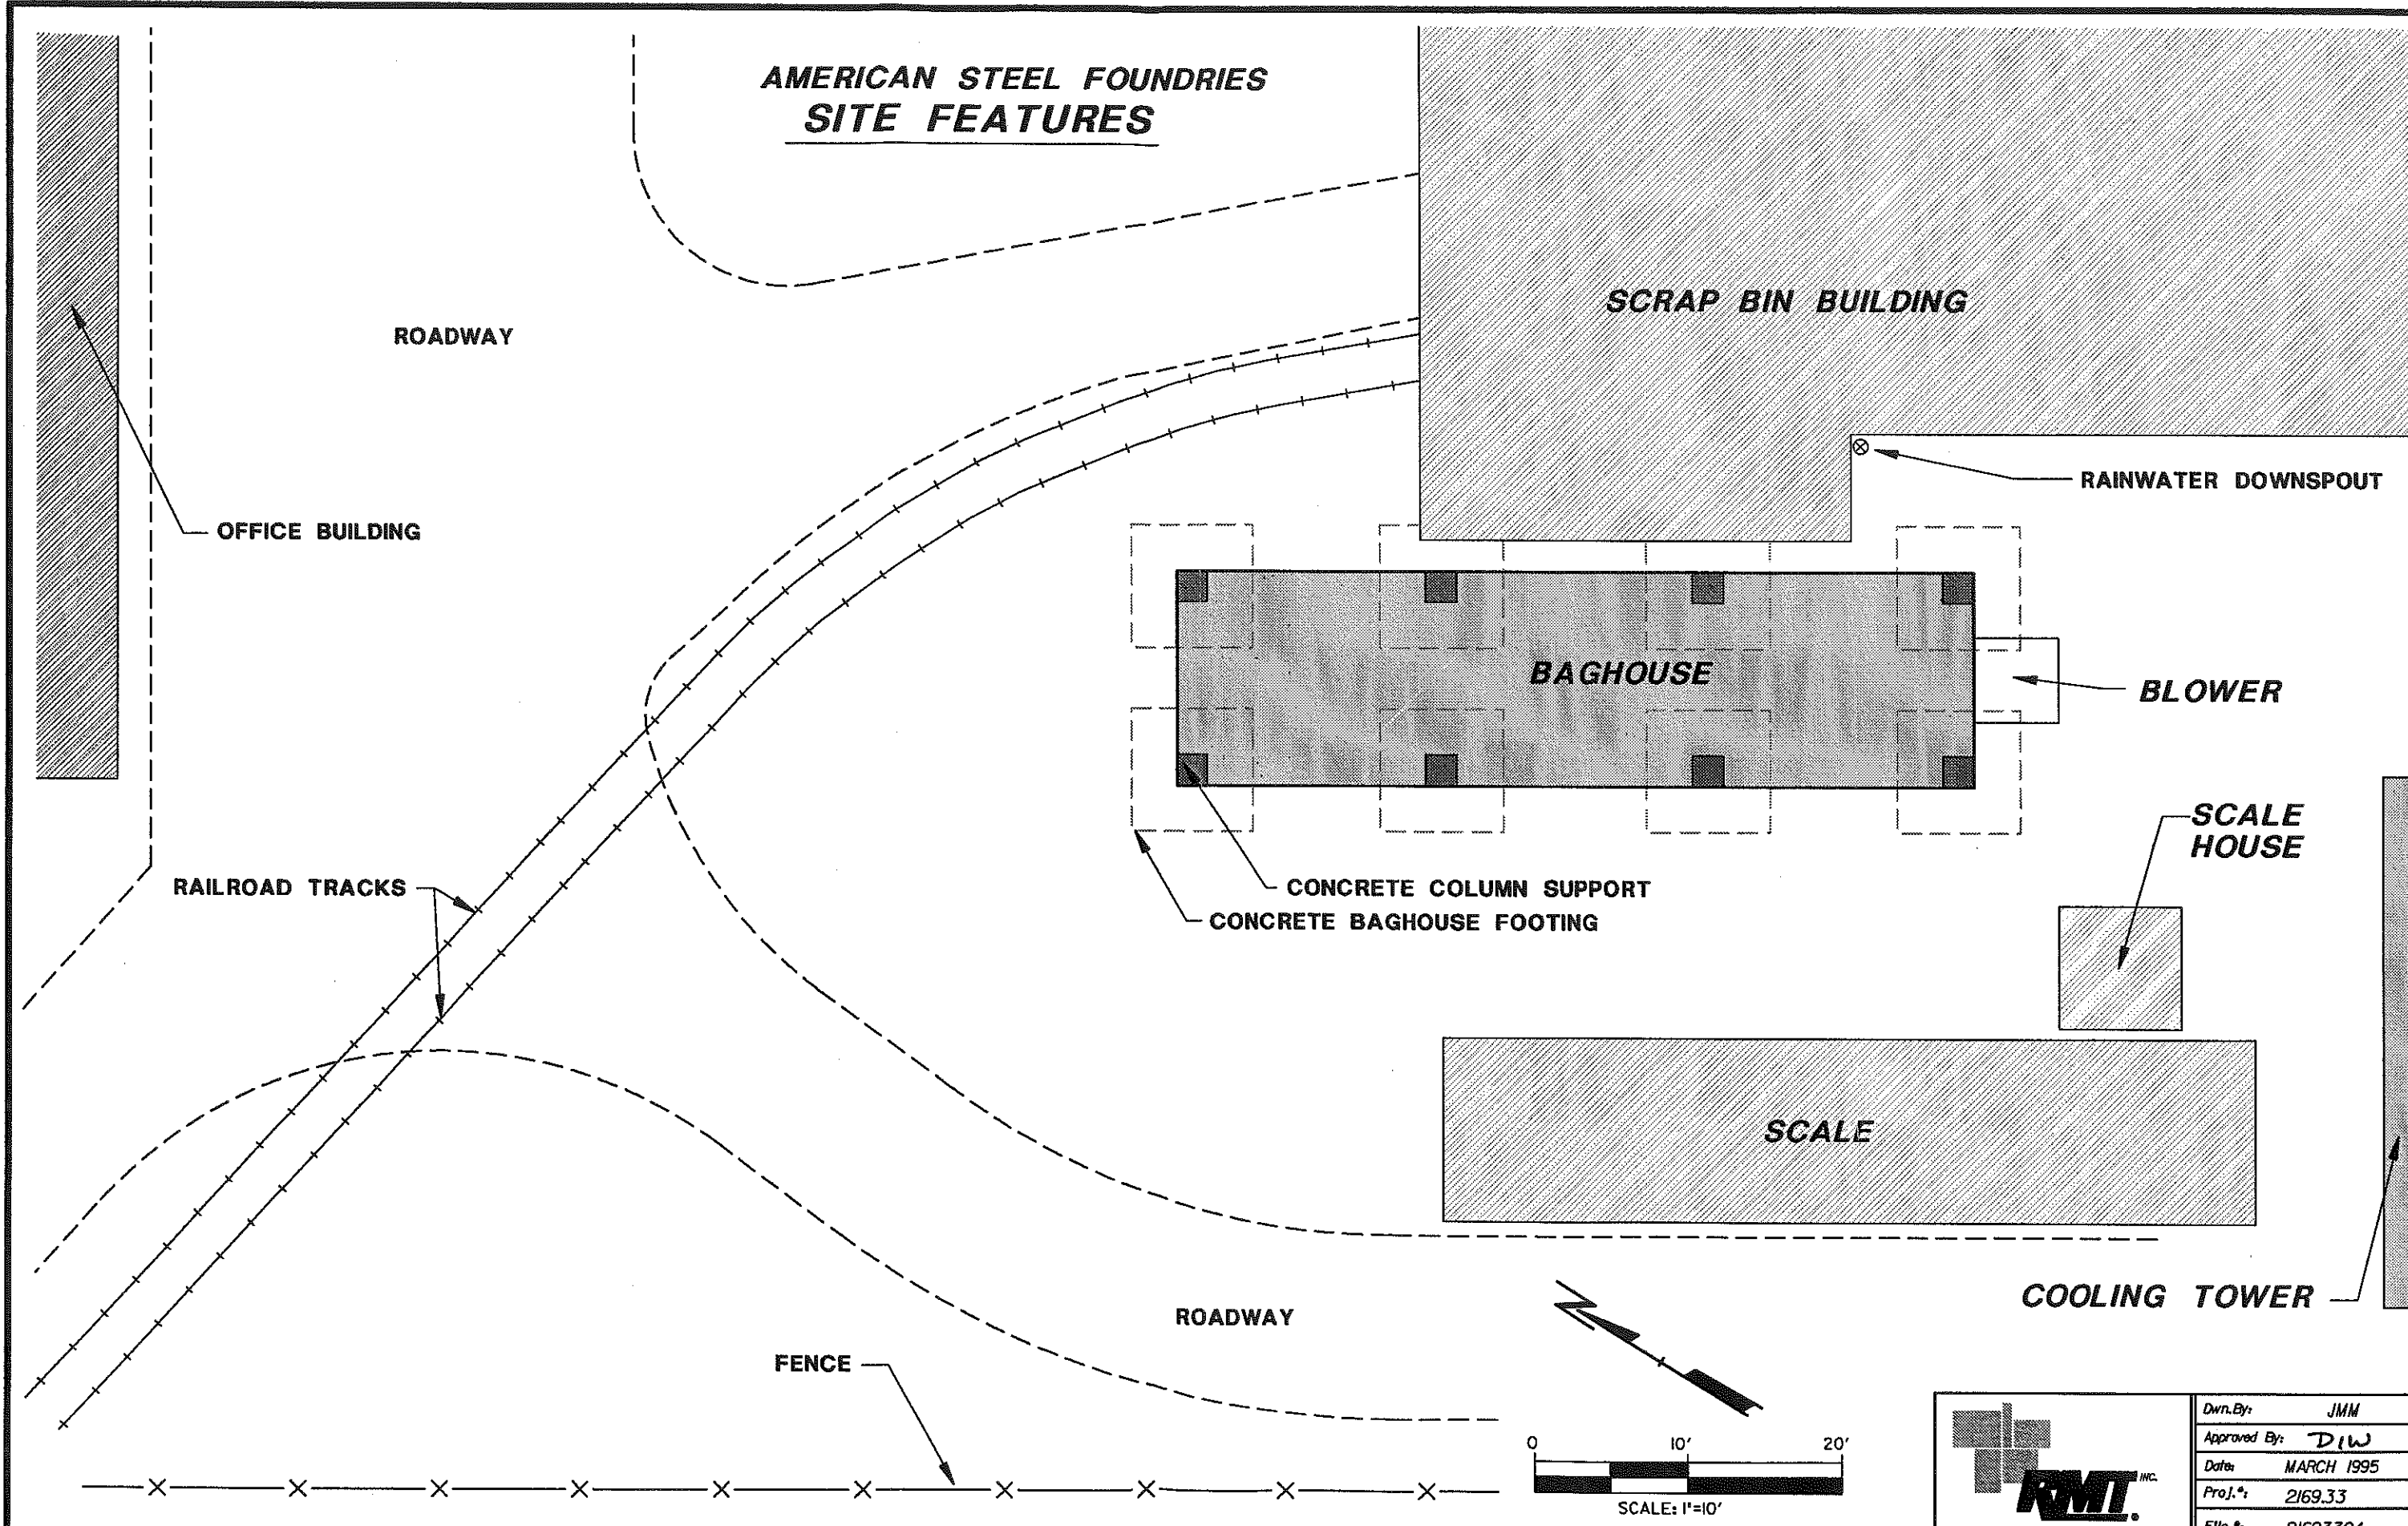 AMERICAN STEEL FOUNDRIES
SITE FEATURES
SCRAP BIN BUILDING
ROADWAY
RAINWATER DOWNSPOUT
OFFICE BUILDING
BAGHOUSE
BLOWER
SCALE
HOUSE
RAILROAD TRACKS
CONCRETE COLUMN SUPPORT
CONCRETE BAGHOUSE FOOTING
SCALE
COOLING TOWER
ROADWAY
FENCE
0 10' 20'
SCALE: 1"=10'
RMT INC.
Dwn.By: JMM
Approved By: DIW
Date: MARCH 1995
Proj.#: 2169.33